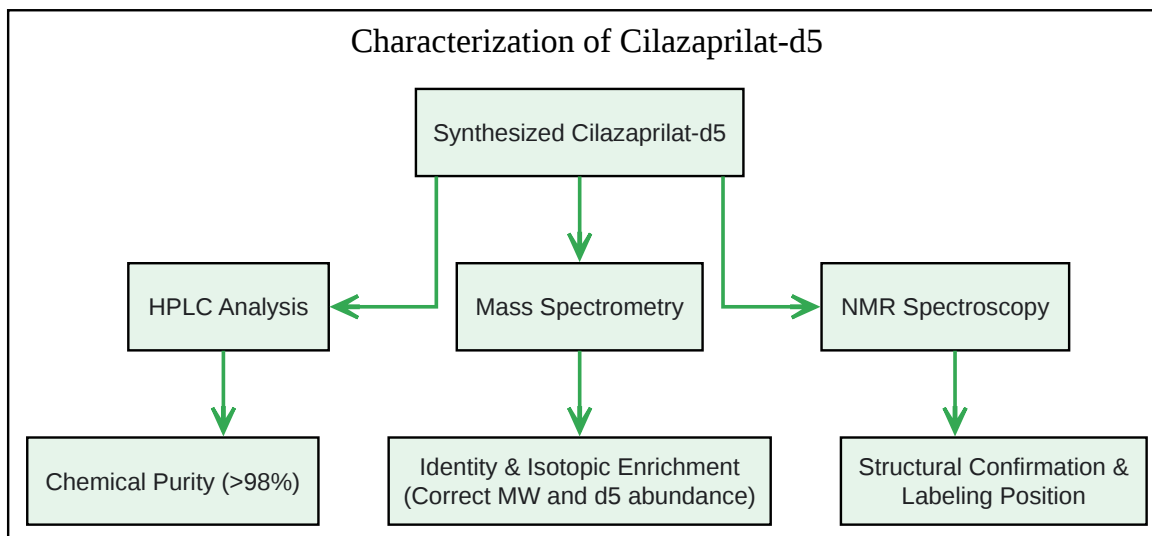 Characterization of Cilazaprilat-d5
Synthesized Cilazaprilat-d5
HPLC Analysis
Mass Spectrometry
NMR Spectroscopy
Chemical Purity (>98%)
Identity & Isotopic Enrichment
(Correct MW and d5 abundance)
Structural Confirmation &
Labeling Position